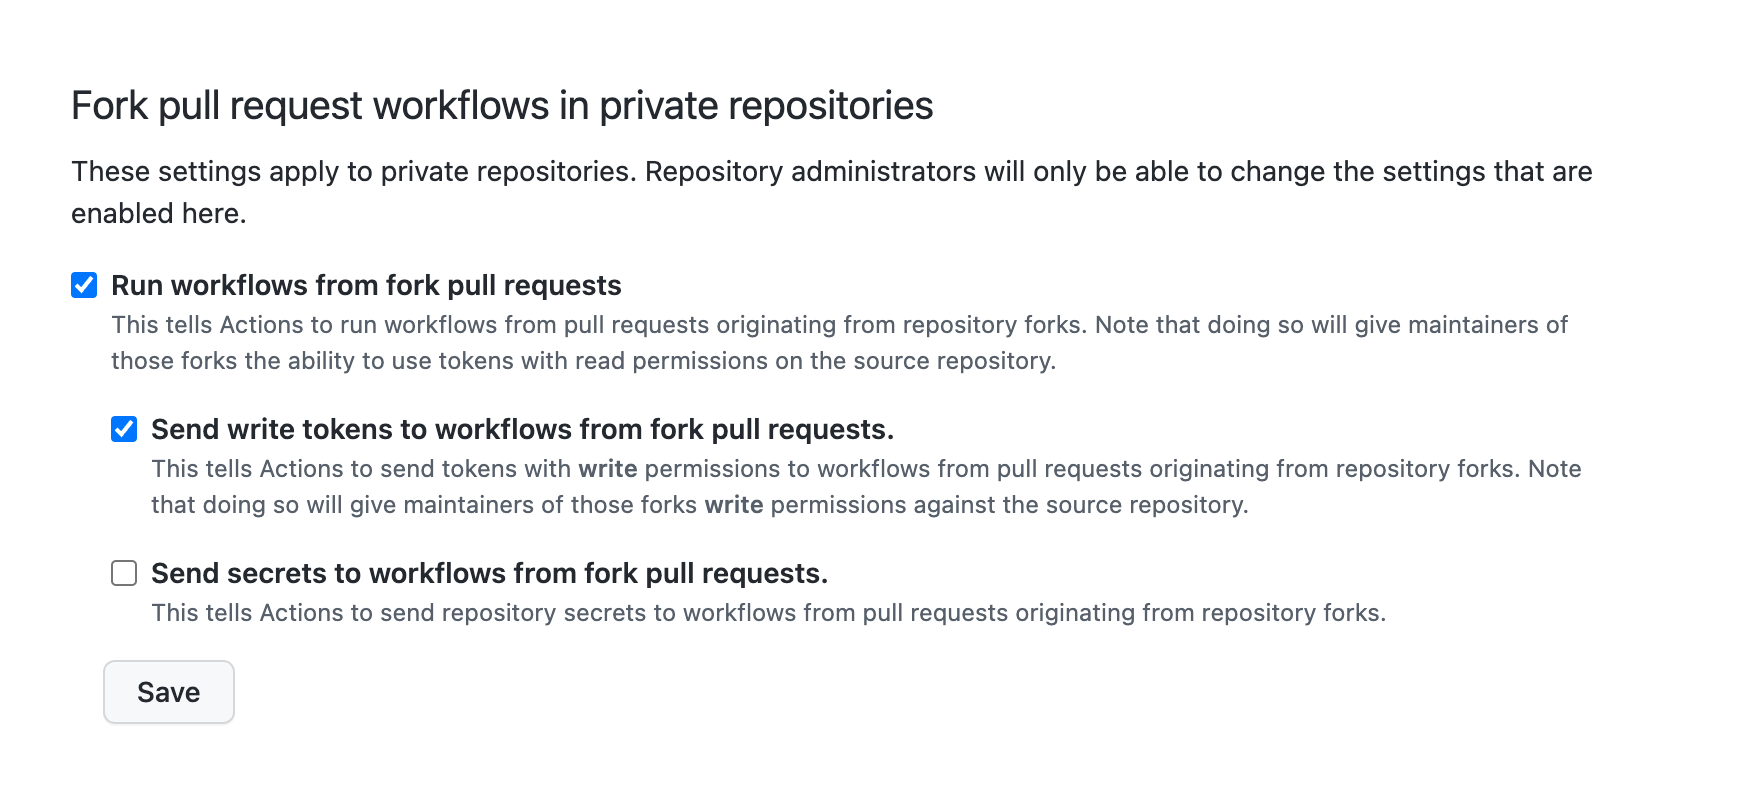 Fork pull request workflows in private repositories
These settings apply to private repositories. Repository administrators will only be able to change the settings that are
enabled here.
Run workflows from fork pull requests
This tells Actions to run workflows from pull requests originating from repository forks. Note that doing so will give maintainers of
those forks the ability to use tokens with read permissions on the source repository.
Send write tokens to workflows from fork pull requests.
This tells Actions to send tokens with write permissions to workflows from pull requests originating from repository forks. Note
that doing so will give maintainers of those forks write permissions against the source repository.
Send secrets to workflows from fork pull requests.
This tells Actions to send repository secrets to workflows from pull requests originating from repository forks.
Save